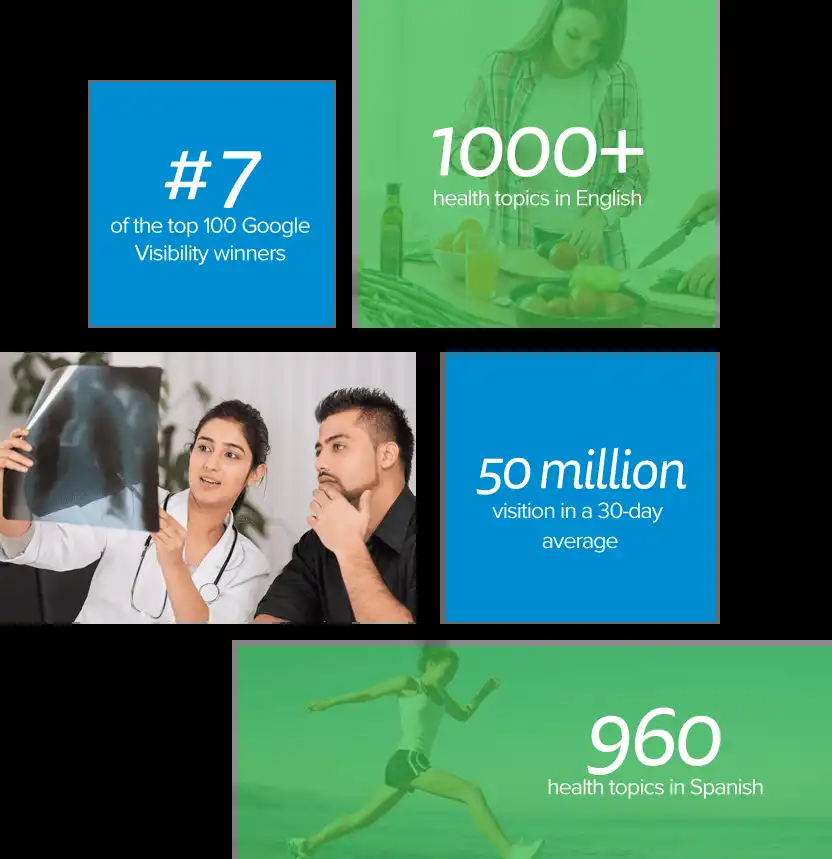 1000+
health topics in English
#7
of the top 100 Google
Visibility winners
50 million
visition in a 30-day
average
960
health topics in Spanish